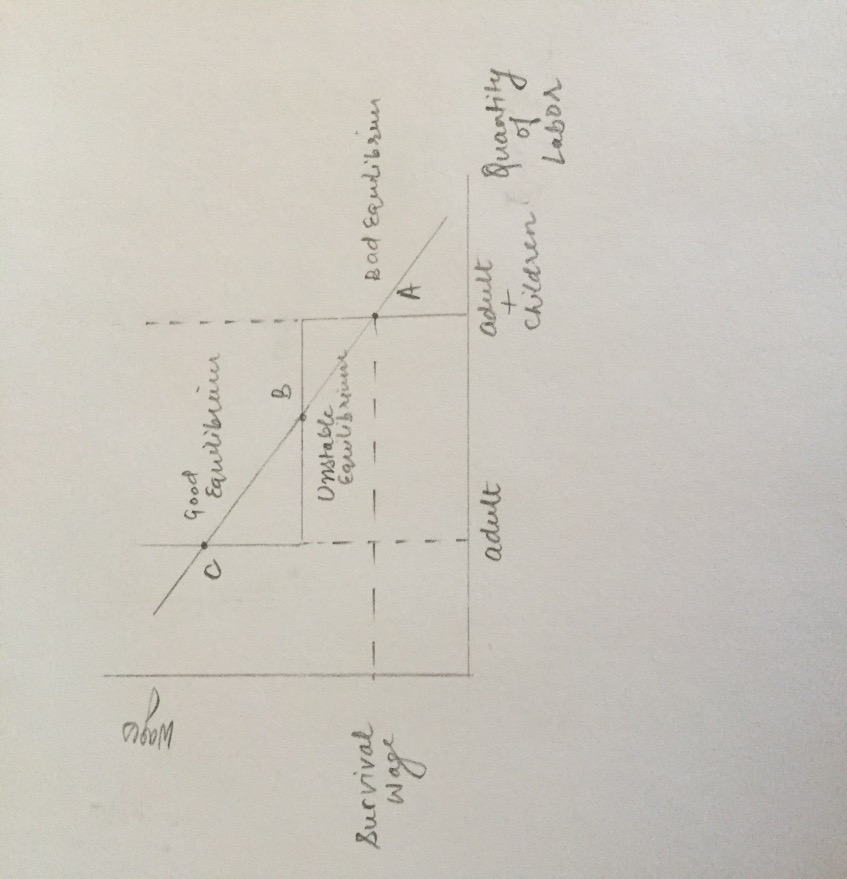 Wage
Good
Equilibrium
C
B
Unstable
Equilibrium
Survival
Wage
Bad Equilibrium
A
adult
adult
+
children
Quantity
of
Labor